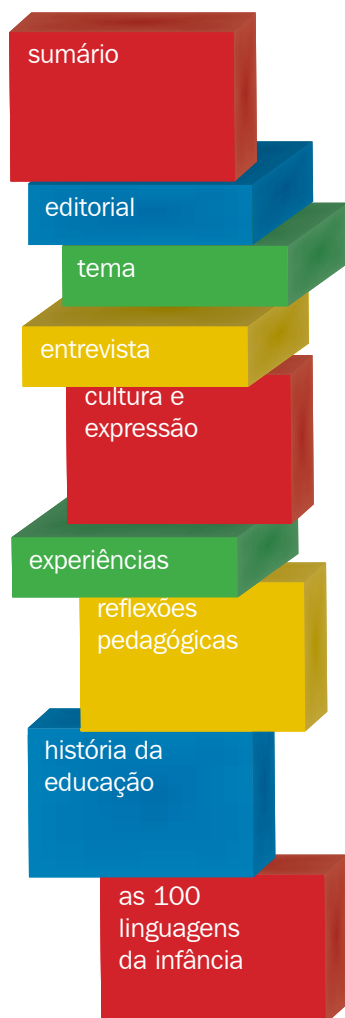 sumário
editorial
tema
entrevista
cultura e
expressão
experiências
reflexões
pedagógicas
história da
educação
as 100
linguagens
da infância